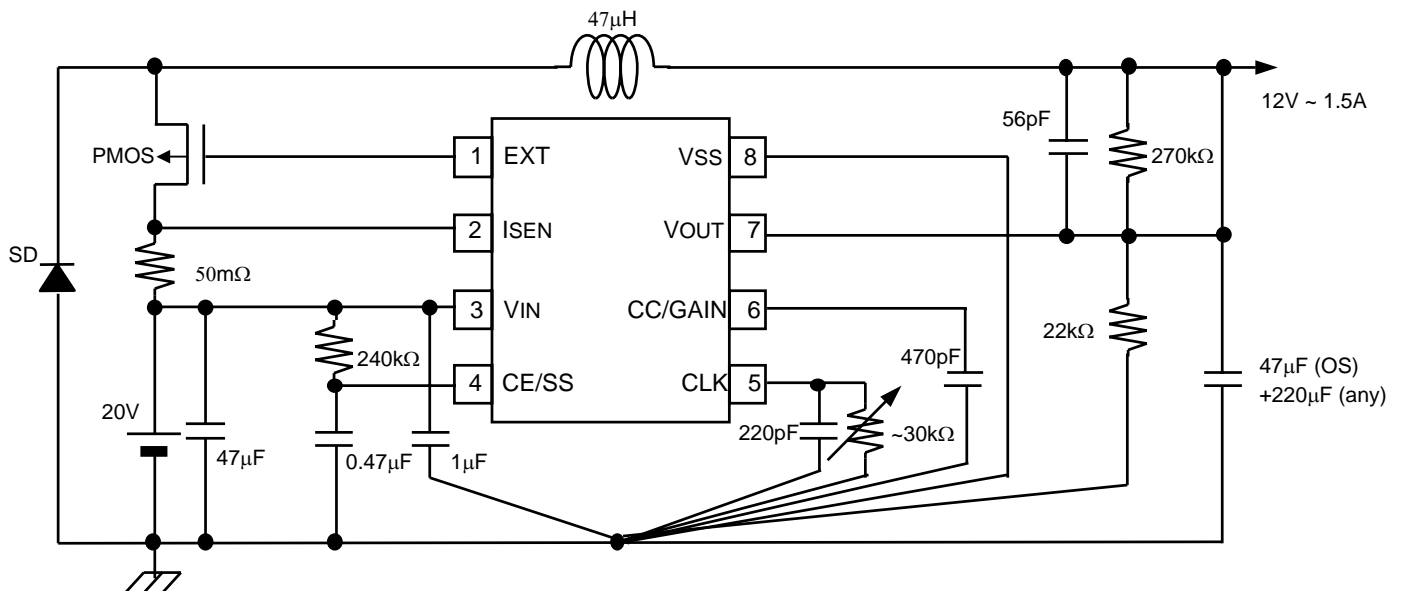 47μH
12V ~ 1.5A
56pF
270kΩ
PMOS
1 EXT
VSS 8
2 ISEN
VOUT 7
SD
50mΩ
3 VIN
CC/GAIN 6
22kΩ
240kΩ
470pF
4 CE/SS
CLK 5
47μF (OS)
+220μF (any)
20V
220pF
~30kΩ
47μF
0.47μF
1μF